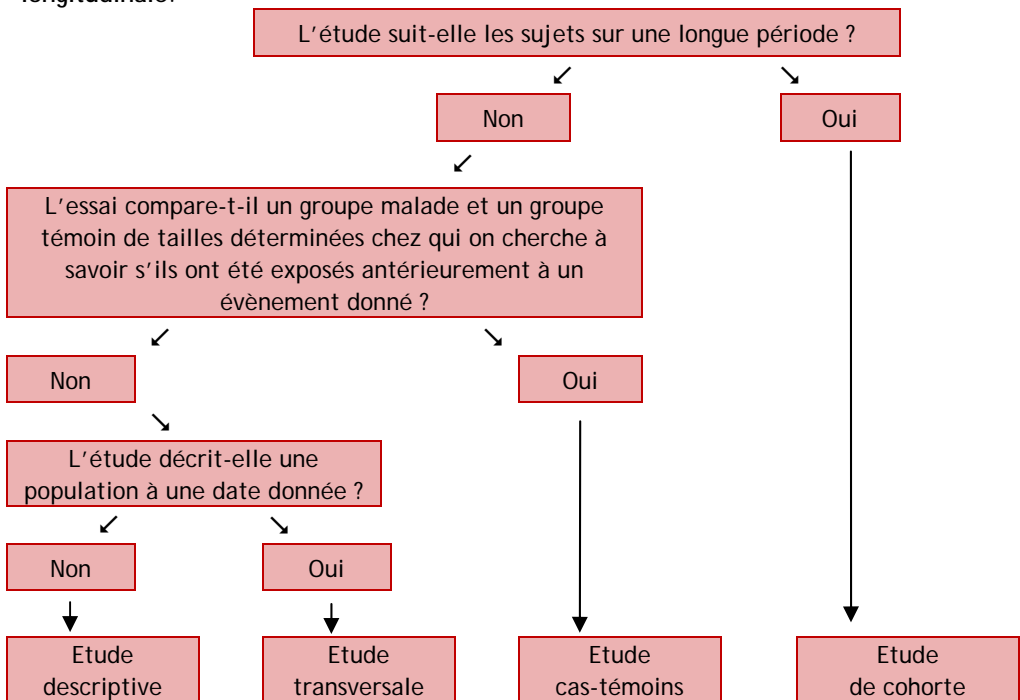 longitudinale.
L'étude suit-elle les sujets sur une longue période ?
Non
Oui
L'essai compare-t-il un groupe malade et un groupe
témoin de tailles déterminées chez qui on cherche à
savoir s'ils ont été exposés antérieurement à un
évènement donné ?
Non
Oui
L'étude décrit-elle une
population à une date donnée ?
Non
Oui
Etude
descriptive
Etude
transversale
Etude
cas-témoins
Etude
de cohorte